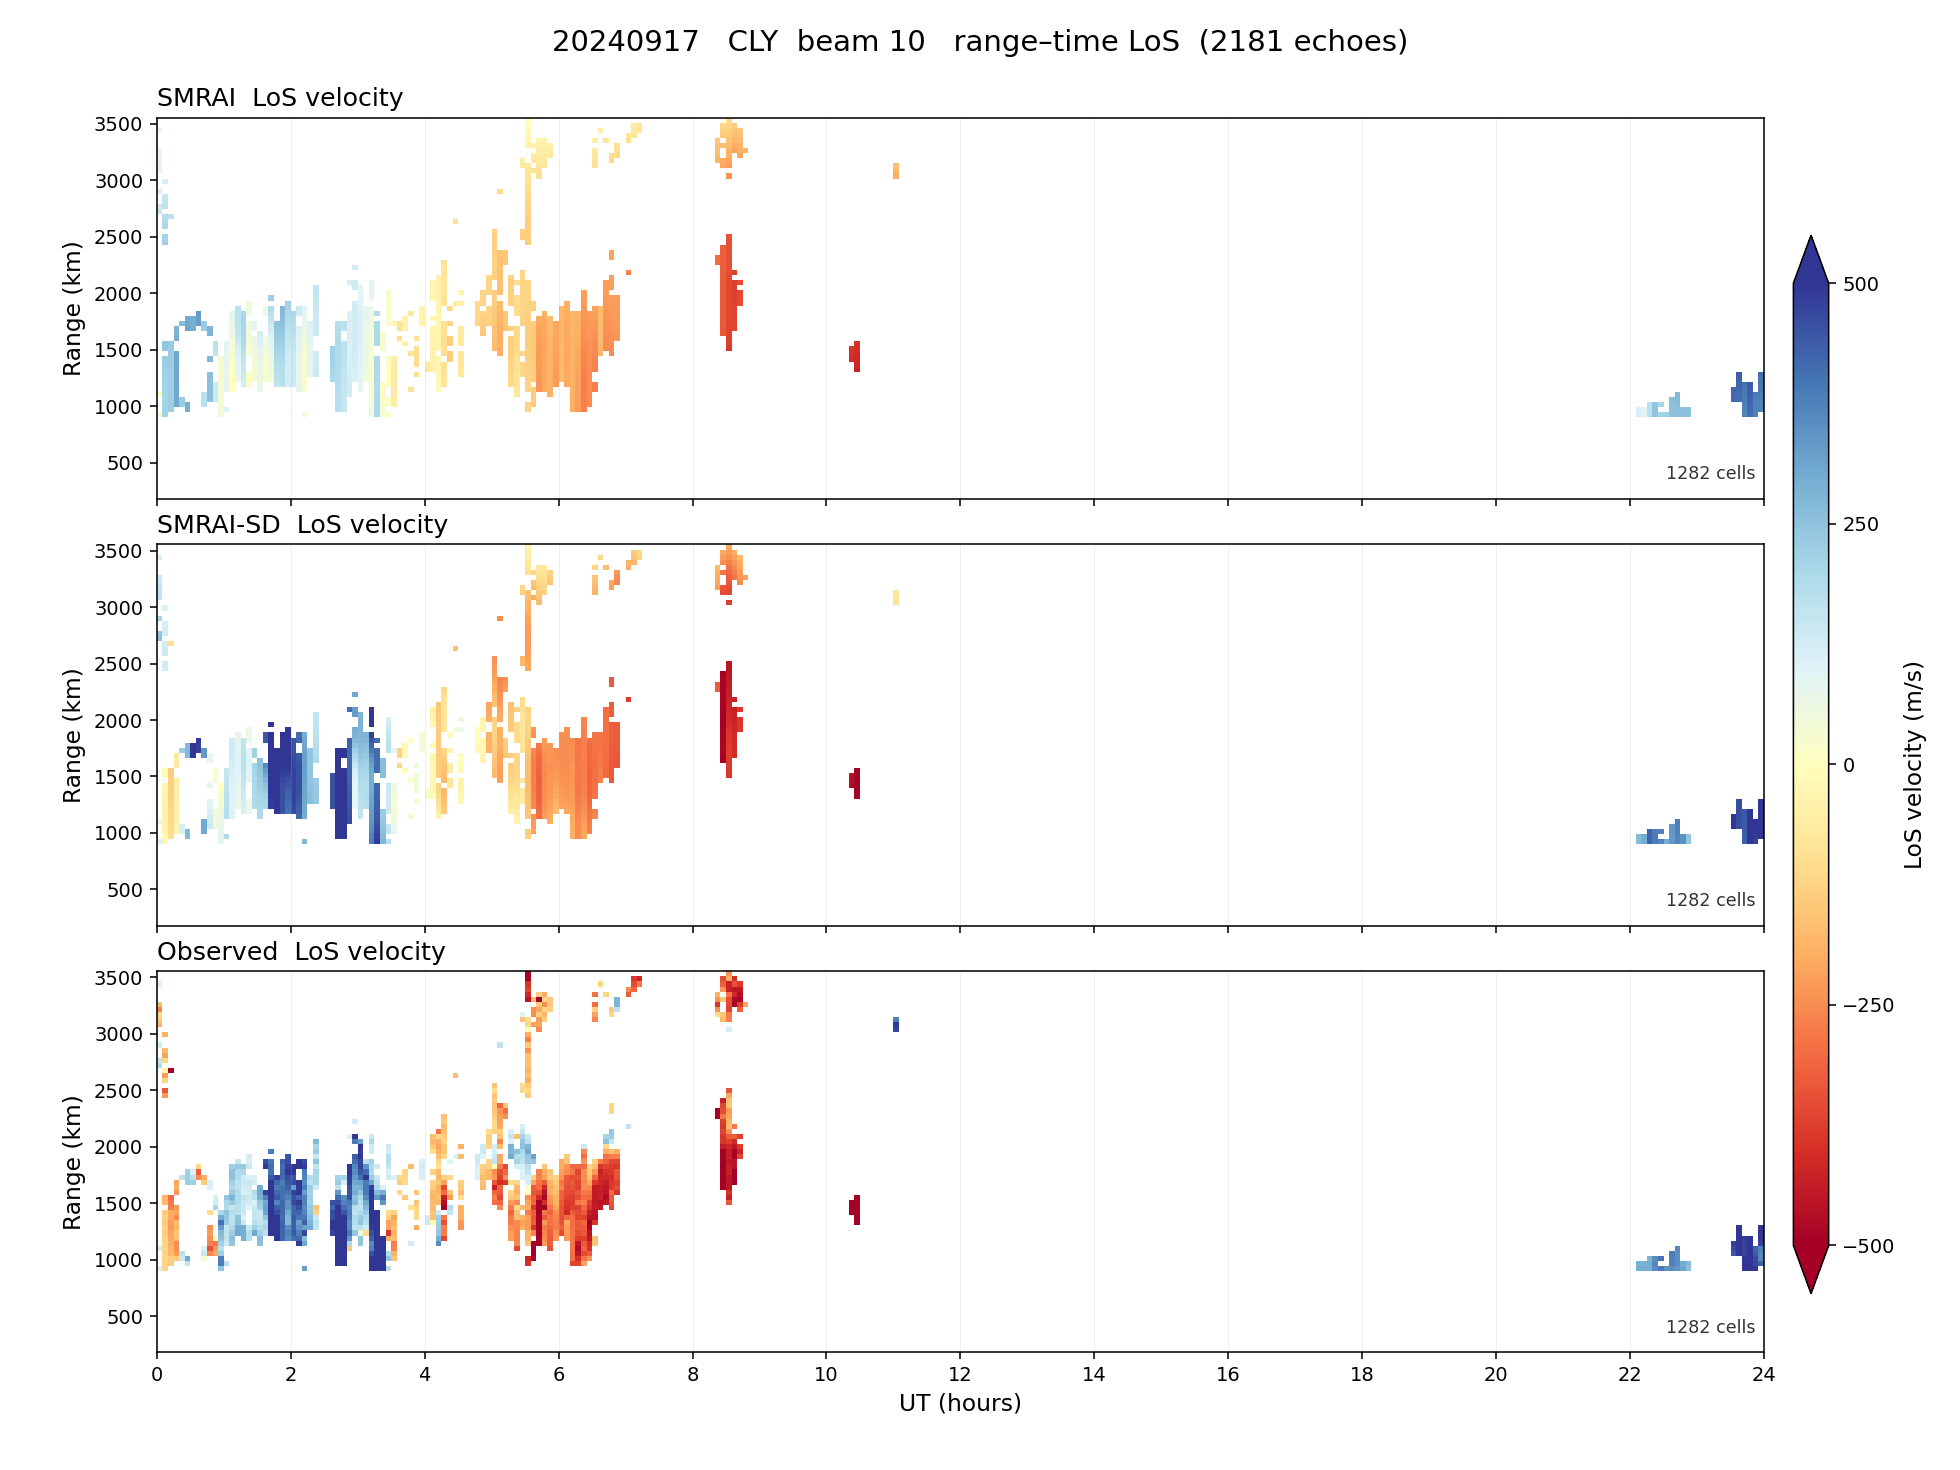 20240917   CLY  beam 10   range–time LoS  (2181 echoes)
SMRAI  LoS velocity
3500
3000
2500
2000
1500
1000
500
Range (km)
1282 cells
SMRAI-SD  LoS velocity
3500
3000
2500
2000
1500
1000
500
Range (km)
1282 cells
Observed  LoS velocity
3500
3000
2500
2000
1500
1000
500
Range (km)
1282 cells
0 2 4 6 8 10 12 14 16 18 20 22 24
UT (hours)
500
250
0
−250
−500
LoS velocity (m/s)